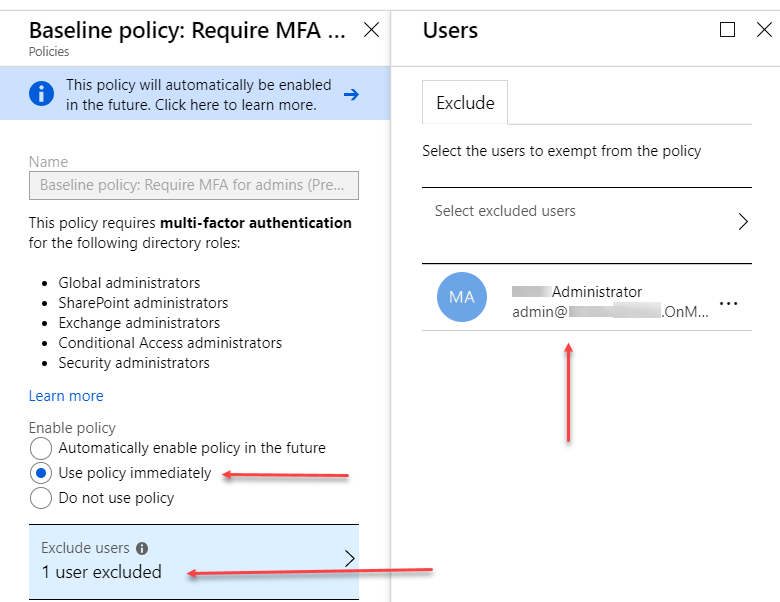 Baseline policy: Require MFA ...
Policies
This policy will automatically be enabled
in the future. Click here to learn more.
Name
Baseline policy: Require MFA for admins (Pre...
This policy requires multi-factor authentication
for the following directory roles:
Global administrators
SharePoint administrators
Exchange administrators
Conditional Access administrators
Security administrators
Learn more
Enable policy
Automatically enable policy in the future
Use policy immediately
Do not use policy
Exclude users
1 user excluded
Users
Exclude
Select the users to exempt from the policy
Select excluded users
MA
Administrator
admin@ .OnM...